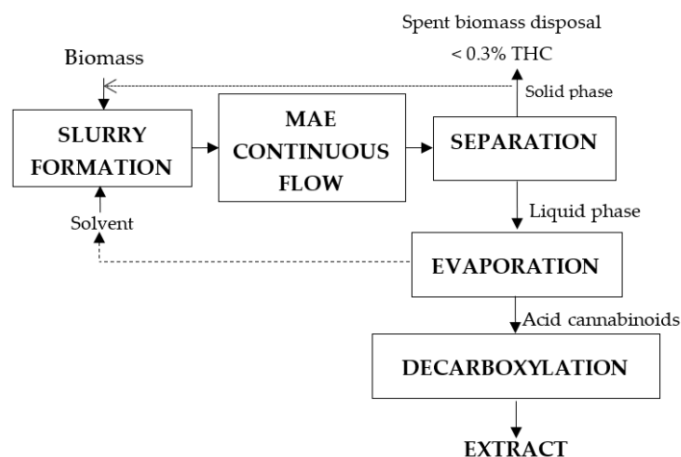 Spent biomass disposal
< 0.3% THC
Biomass
Solid phase
SLURRY
FORMATION
MAE
CONTINUOUS
FLOW
SEPARATION
Liquid phase
Solvent
EVAPORATION
Acid cannabinoids
DECARBOXYLATION
EXTRACT